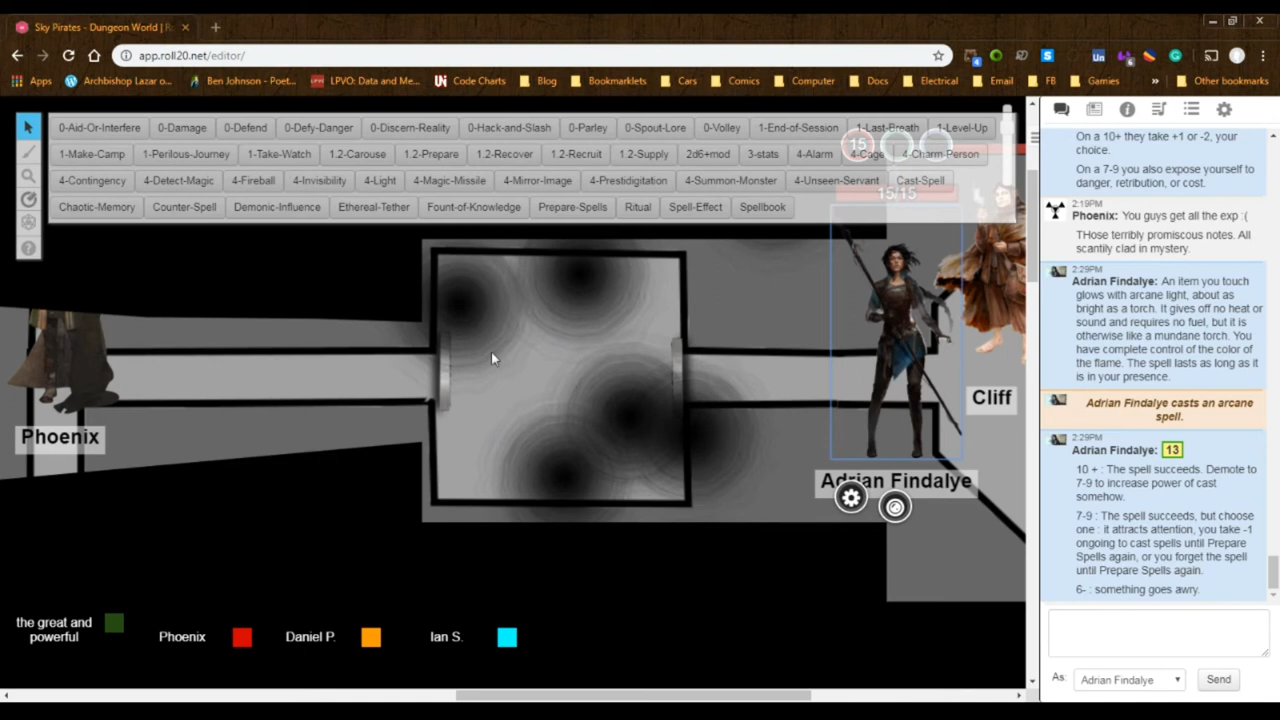 Sky Pirates - Dungeon World | R
app.roll20.net/editor/
Apps Archbishop Lazar o... Ben Johnson - Poet... LPVO: Data and Me... Code Charts Blog Bookmarklets Cars Comics Computer Docs Electrical Email FB Games » Other bookmarks
0-Aid-Or-Interfere 0-Damage 0-Defend 0-Defy-Danger 0-Discern-Reality 0-Hack-and-Slash 0-Parley 0-Spout-Lore 0-Volley 1-End-of-Session 1-Last-Breath 1-Level-Up
1-Make-Camp 1-Perilous-Journey 1-Take-Watch 1.2-Carouse 1.2-Prepare 1.2-Recover 1.2-Recruit 1.2-Supply 2d6+mod 3-stats 4-Alarm 4-Cage 4-Charm-Person
4-Contingency 4-Detect-Magic 4-Fireball 4-Invisibility 4-Light 4-Magic-Missile 4-Mirror-Image 4-Prestidigitation 4-Summon-Monster 4-Unseen-Servant Cast-Spell
Chaotic-Memory Counter-Spell Demonic-Influence Ethereal-Tether Fount-of-Knowledge Prepare-Spells Ritual Spell-Effect Spellbook
15
15/15
Phoenix
Cliff
Adrian Findalye
the great and
powerful
Phoenix
Daniel P.
Ian S.
On a 10+ they take +1 or -2, your
choice.
On a 7-9 you also expose yourself to
danger, retribution, or cost.
2:19PM
Phoenix: You guys get all the exp :(
THose terribly promiscous notes. All
scantily clad in mystery.
2:29PM
Adrian Findalye: An item you touch
glows with arcane light, about as
bright as a torch. It gives off no heat or
sound and requires no fuel, but it is
otherwise like a mundane torch. You
have complete control of the color of
the flame. The spell lasts as long as it
is in your presence.
Adrian Findalye casts an arcane
spell.
2:29PM
Adrian Findalye: 13
10 + : The spell succeeds. Demote to
7-9 to increase power of cast
somehow.
7-9 : The spell succeeds, but choose
one : it attracts attention, you take -1
ongoing to cast spells until Prepare
Spells again, or you forget the spell
until Prepare Spells again.
6- : something goes awry.
As: Adrian Findalye Send